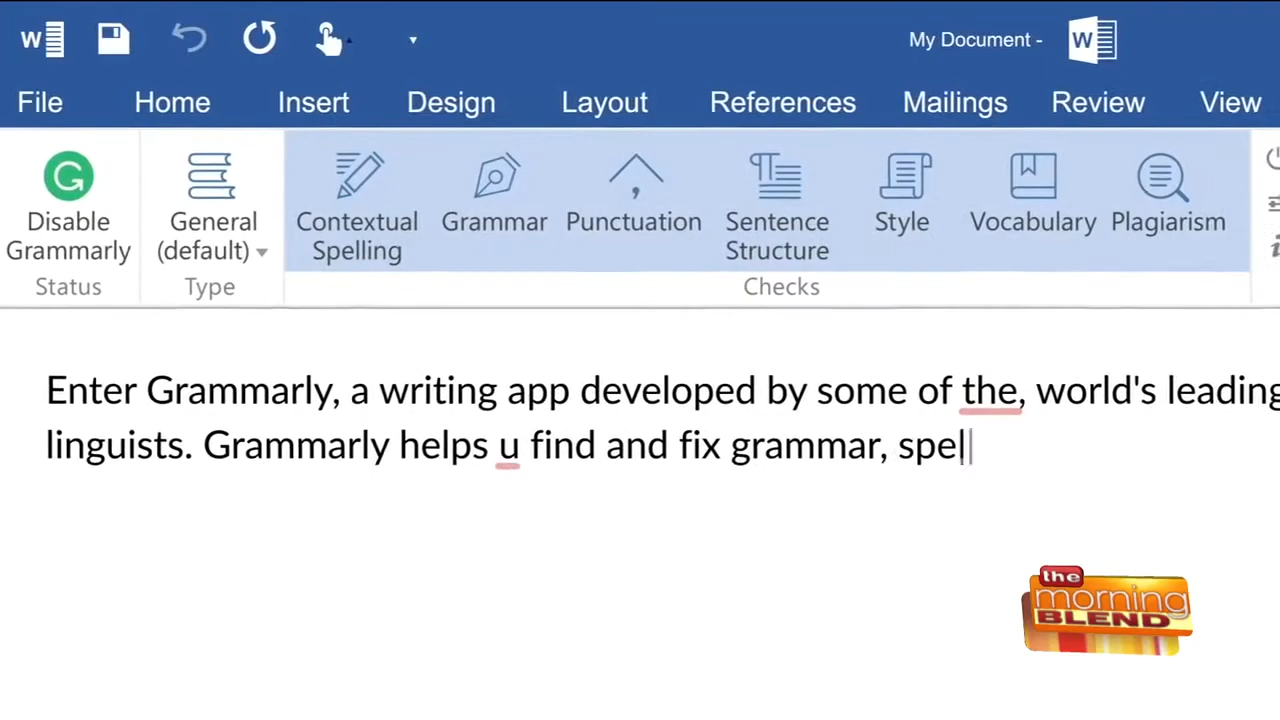 W
My Document -
W
File Home Insert Design Layout References Mailings Review View
Disable Grammarly
General (default)
Contextual Spelling
Grammar
Punctuation
Sentence Structure
Style
Vocabulary
Plagiarism
Status Type Checks
Enter Grammarly, a writing app developed by some of the, world's leading
linguists. Grammarly helps u find and fix grammar, spel
the
morning
BLEND